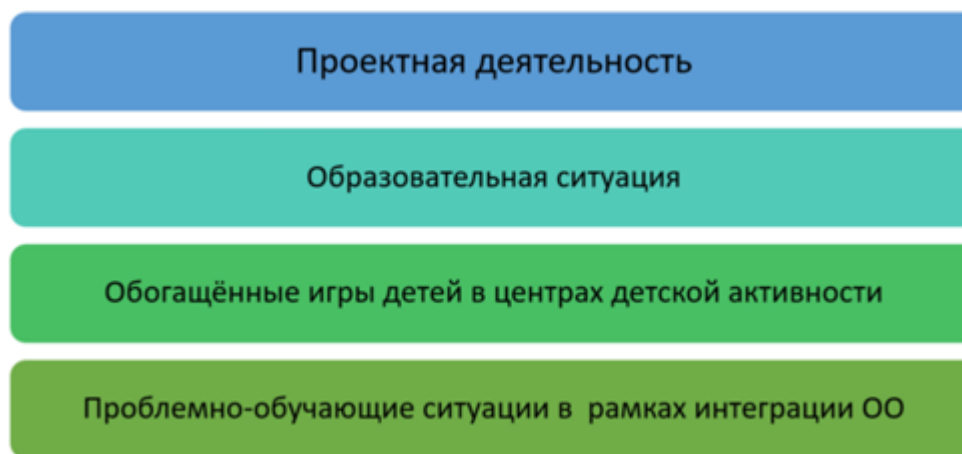 Проектная деятельность
Образовательная ситуация
Обогащённые игры детей в центрах детской активности
Проблемно-обучающие ситуации в рамках интеграции ОО